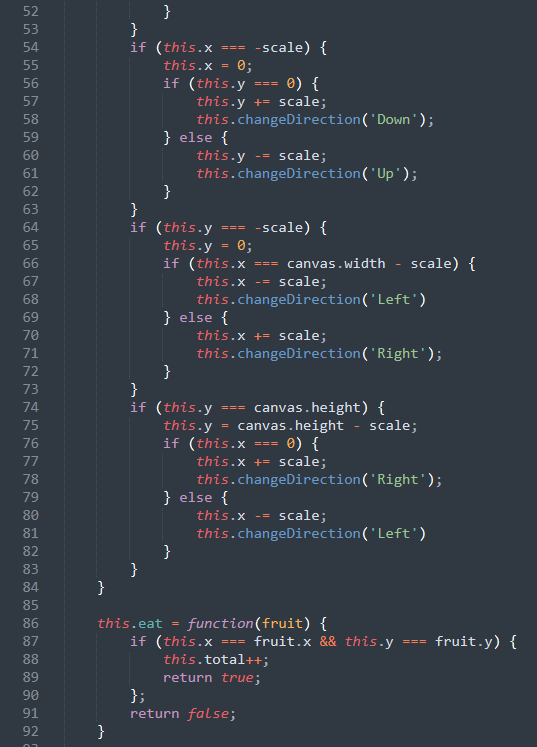 52 }
53 }
54 if (this.x === -scale) {
55 this.x = 0;
56 if (this.y === 0) {
57 this.y += scale;
58 this.changeDirection('Down');
59 } else {
60 this.y -= scale;
61 this.changeDirection('Up');
62 }
63 }
64 if (this.y === -scale) {
65 this.y = 0;
66 if (this.x === canvas.width - scale) {
67 this.x -= scale;
68 this.changeDirection('Left')
69 } else {
70 this.x += scale;
71 this.changeDirection('Right');
72 }
73 }
74 if (this.y === canvas.height) {
75 this.y = canvas.height - scale;
76 if (this.x === 0) {
77 this.x += scale;
78 this.changeDirection('Right');
79 } else {
80 this.x -= scale;
81 this.changeDirection('Left')
82 }
83 }
84 }
85
86 this.eat = function(fruit) {
87 if (this.x === fruit.x && this.y === fruit.y) {
88 this.total++;
89 return true;
90 };
91 return false;
92 }